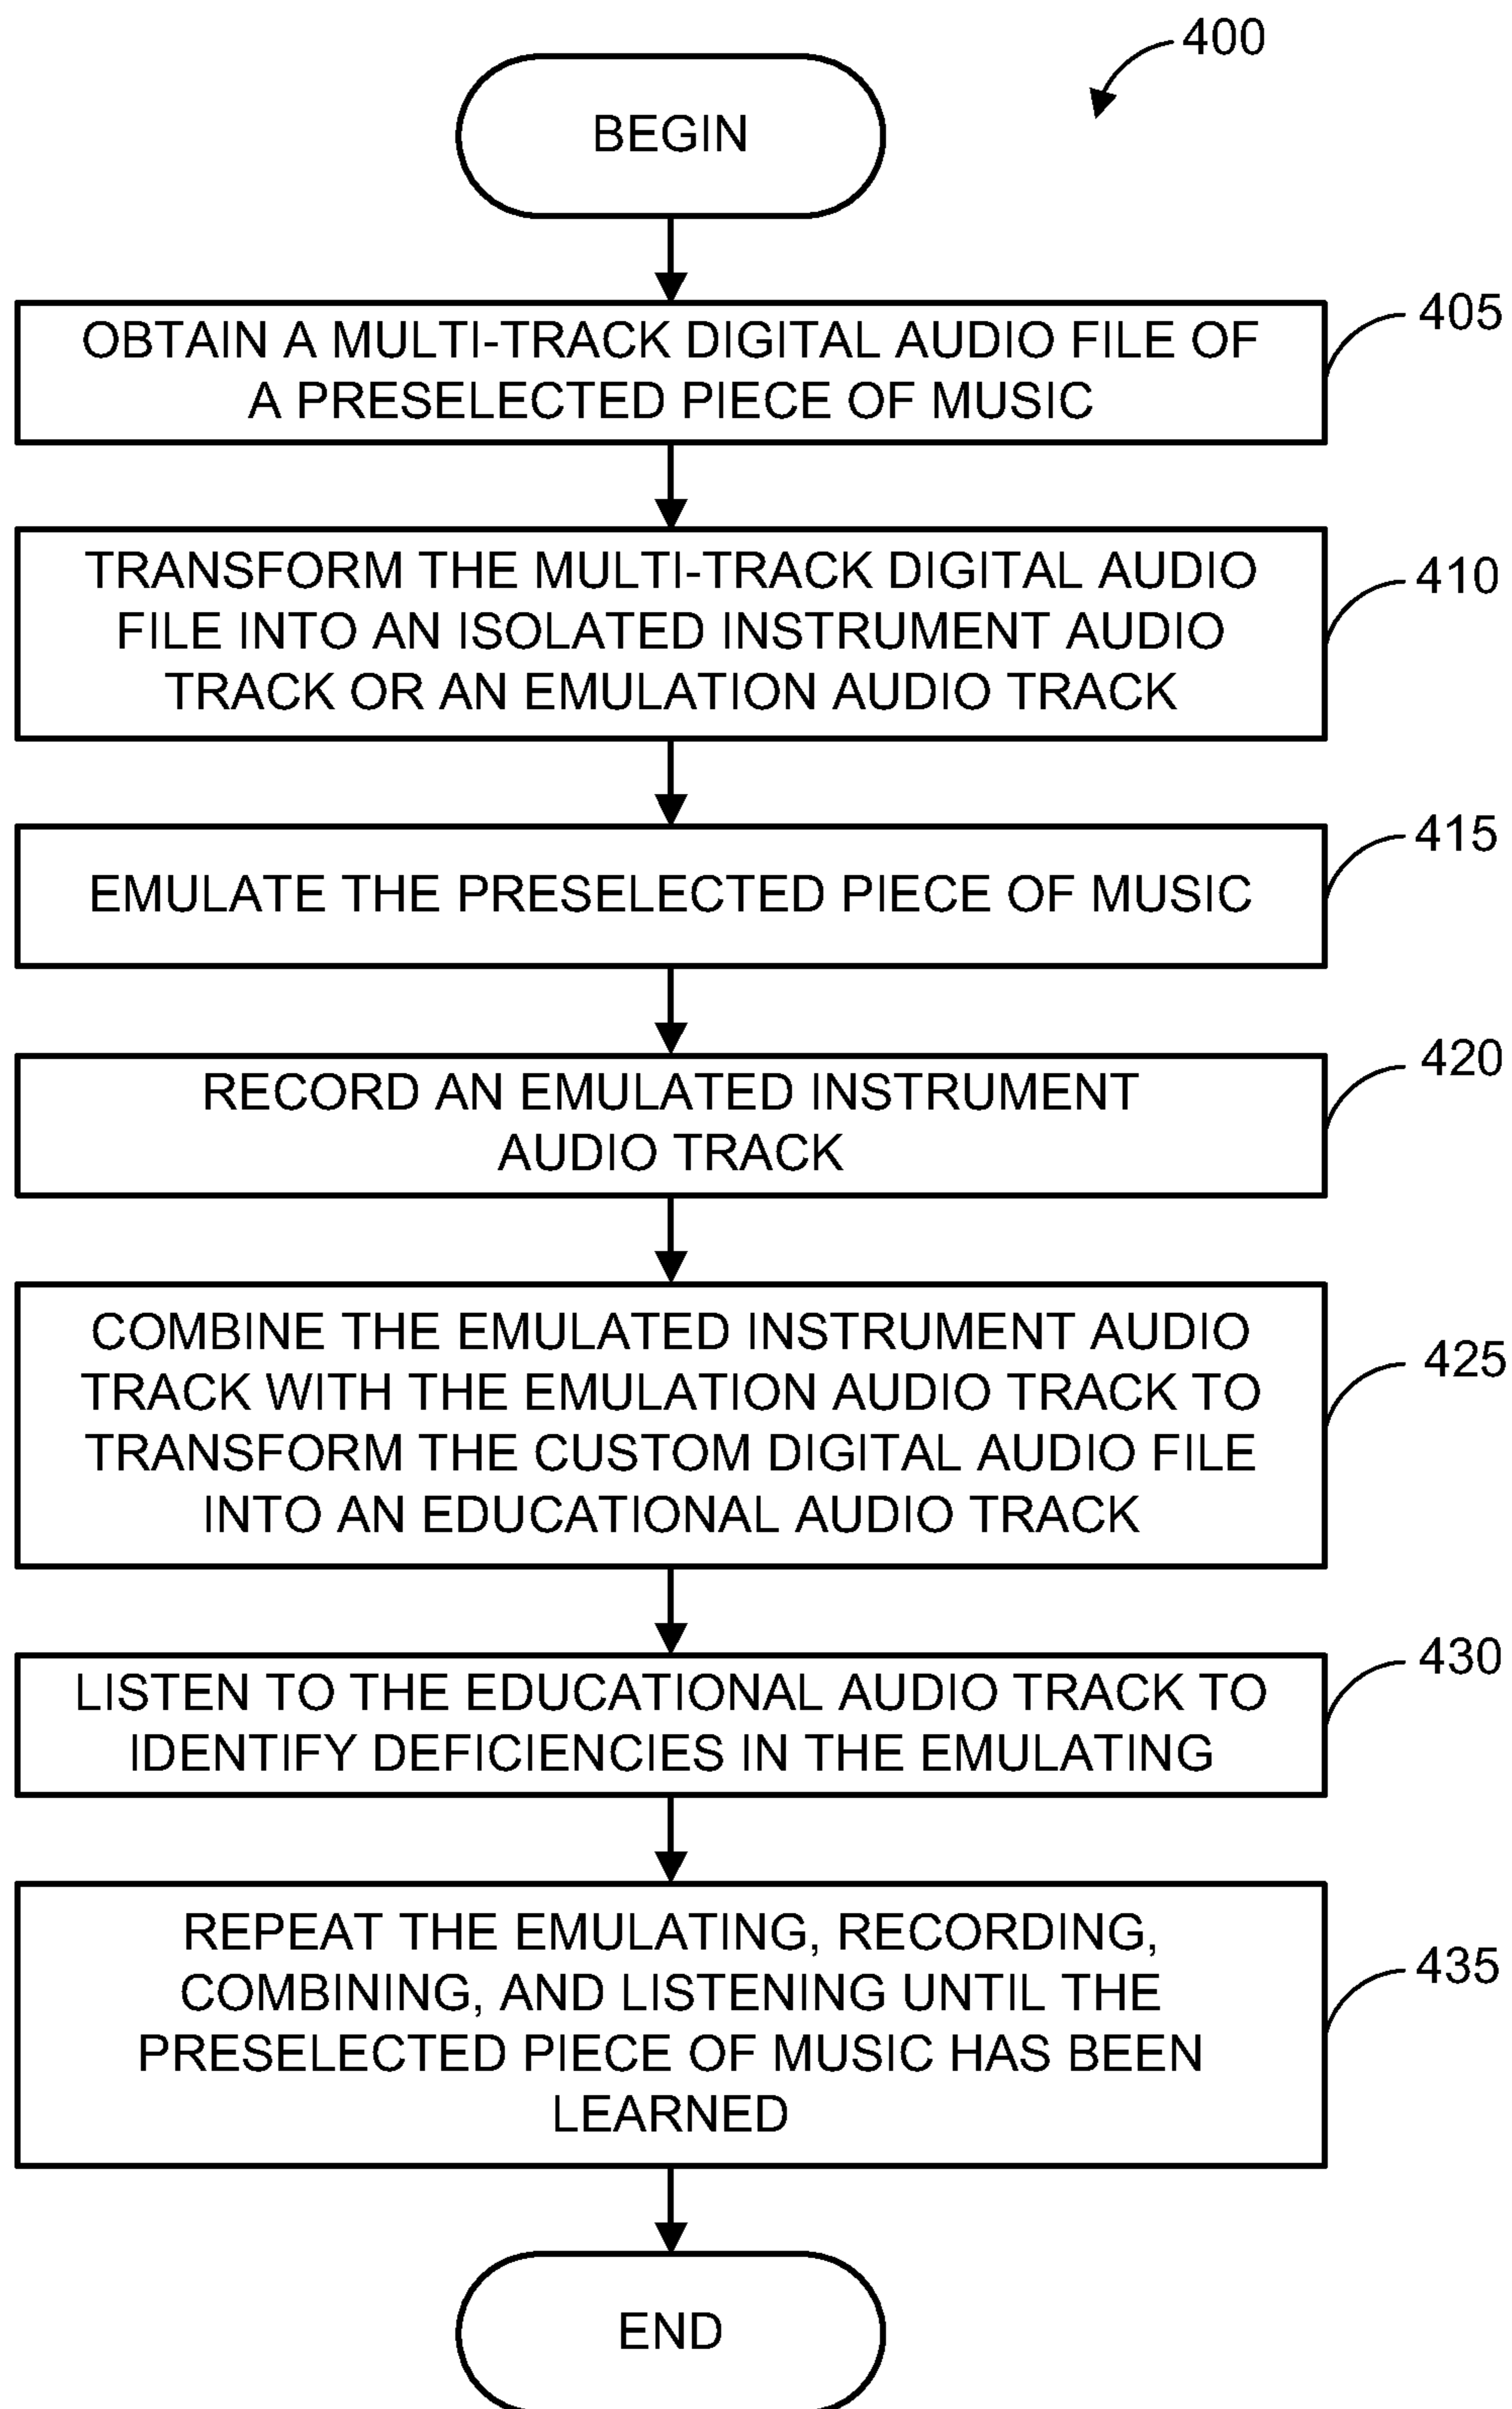 400
BEGIN
405
OBTAIN A MULTI-TRACK DIGITAL AUDIO FILE OF
A PRESELECTED PIECE OF MUSIC
410
TRANSFORM THE MULTI-TRACK DIGITAL AUDIO
FILE INTO AN ISOLATED INSTRUMENT AUDIO
TRACK OR AN EMULATION AUDIO TRACK
415
EMULATE THE PRESELECTED PIECE OF MUSIC
420
RECORD AN EMULATED INSTRUMENT
AUDIO TRACK
425
COMBINE THE EMULATED INSTRUMENT AUDIO
TRACK WITH THE EMULATION AUDIO TRACK TO
TRANSFORM THE CUSTOM DIGITAL AUDIO FILE
INTO AN EDUCATIONAL AUDIO TRACK
430
LISTEN TO THE EDUCATIONAL AUDIO TRACK TO
IDENTIFY DEFICIENCIES IN THE EMULATING
435
REPEAT THE EMULATING, RECORDING,
COMBINING, AND LISTENING UNTIL THE
PRESELECTED PIECE OF MUSIC HAS BEEN
LEARNED
END